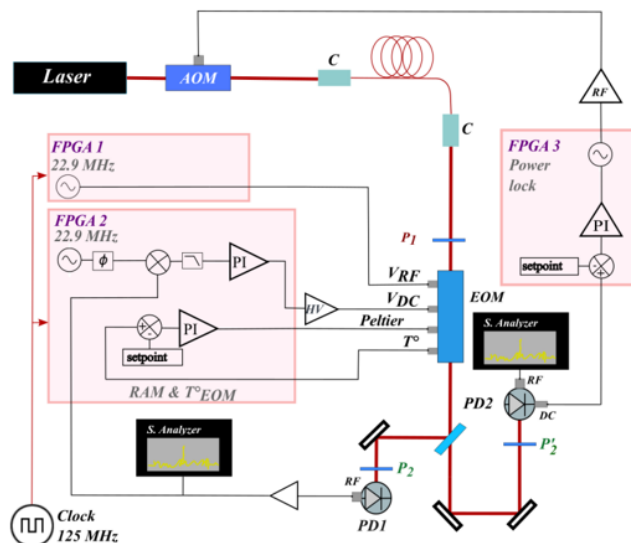 Laser
AOM
C
C
RF
FPGA 1
22.9 MHz
FPGA 3
Power
lock
PI
setpoint
-
+
P1
FPGA 2
22.9 MHz
ϕ
PI
HV
VRF
VDC
Peltier
T°
EOM
+
-
PI
setpoint
RAM & T°EOM
S. Analyzer
RF
PD2
DC
P'2
S. Analyzer
P2
RF
PD1
Clock
125 MHz